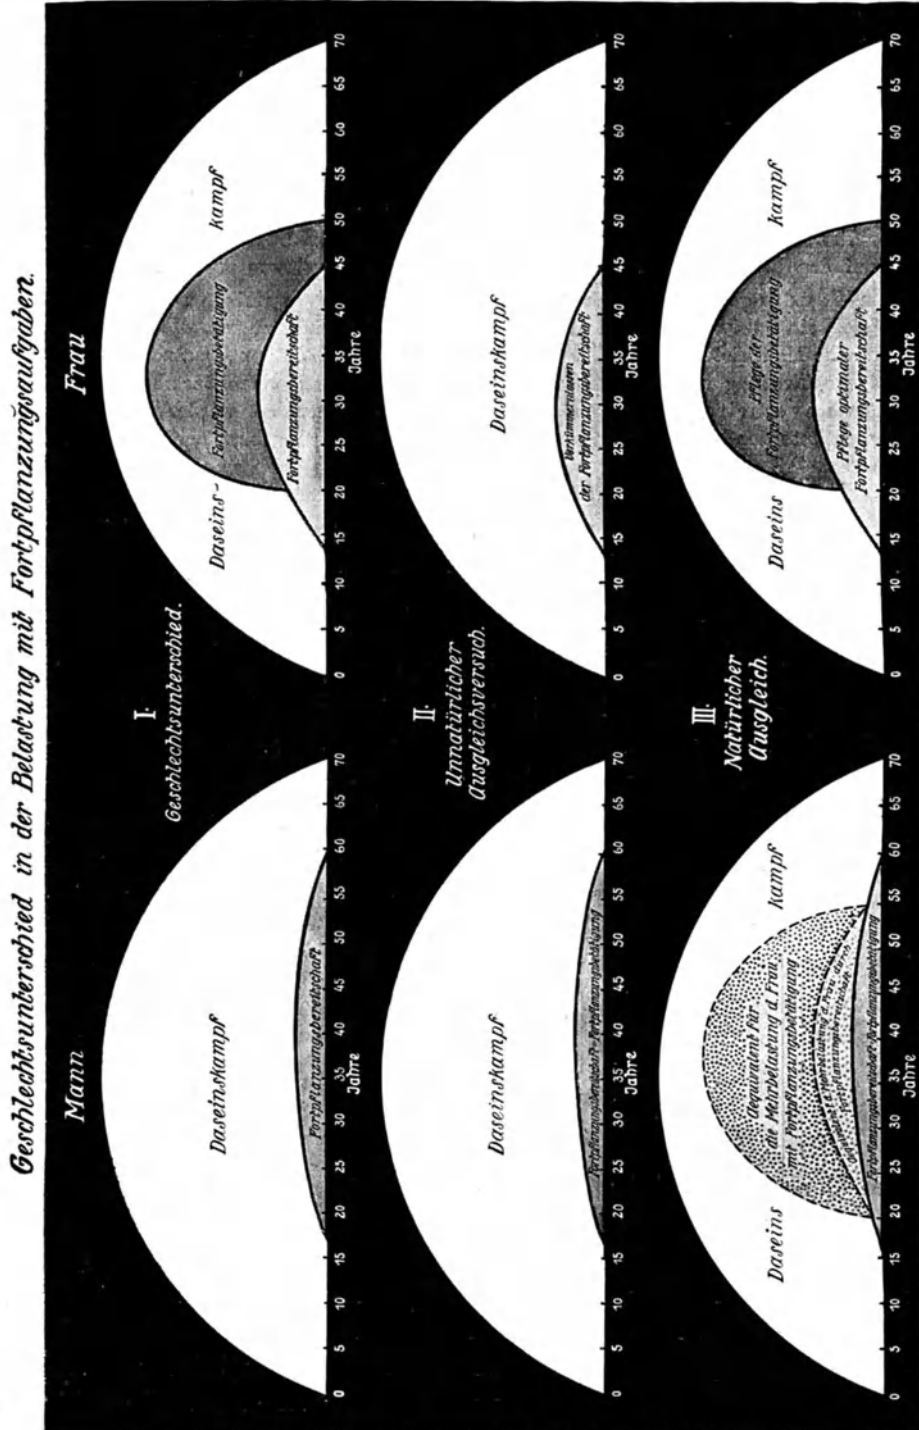 Geschlechtsunterschied in der Belastung mit Fortpflanzungsaufgaben.
Mann
Frau
I.
Geschlechtsunterschied.
Daseinskampf
Fortpflanzungsbereitschaft
0 5 10 15 20 25 30 35 40 45 50 55 60 65 70
Jahre
Daseins- kampf
Fortpflanzungsbetätigung
Fortpflanzungsbereitschaft
0 5 10 15 20 25 30 35 40 45 50 55 60 65 70
Jahre
II.
Unnatürlicher
Ausgleichsversuch.
Daseinskampf
Fortpflanzungsbereitschaft-Fortpflanzungsbetätigung
0 5 10 15 20 25 30 35 40 45 50 55 60 65 70
Daseinskampf
Verkümmernlassen
der Fortpflanzungsbereitschaft
0 5 10 15 20 25 30 35 40 45 50 55 60 65 70
Jahre
III.
Natürlicher
Ausgleich.
Daseins kampf
Aequivalent für
die Mehrbelastung d. Frau
mit Fortpflanzungsbetätigung
Fortpflanzungsbereitschaft-Fortpflanzungsbetätigung
0 5 10 15 20 25 30 35 40 45 50 55 60 65 70
Jahre
Daseins kampf
Pflege der
Fortpflanzungsbetätigung
Pflege optimaler
Fortpflanzungsbereitschaft
0 5 10 15 20 25 30 35 40 45 50 55 60 65 70
Jahre